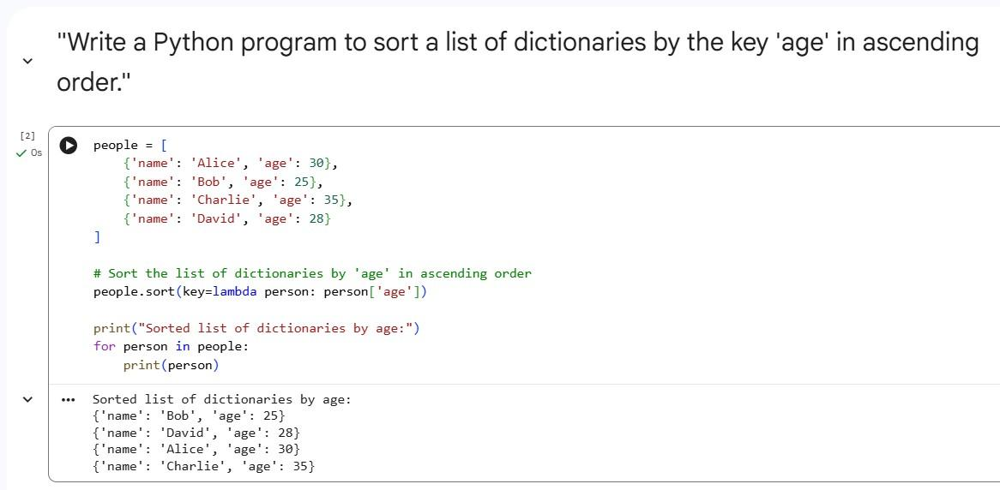 "Write a Python program to sort a list of dictionaries by the key 'age' in ascending
order."
[2]
0s
people = [
    {'name': 'Alice', 'age': 30},
    {'name': 'Bob', 'age': 25},
    {'name': 'Charlie', 'age': 35},
    {'name': 'David', 'age': 28}
]
# Sort the list of dictionaries by 'age' in ascending order
people.sort(key=lambda person: person['age'])
print("Sorted list of dictionaries by age:")
for person in people:
    print(person)
Sorted list of dictionaries by age:
{'name': 'Bob', 'age': 25}
{'name': 'David', 'age': 28}
{'name': 'Alice', 'age': 30}
{'name': 'Charlie', 'age': 35}